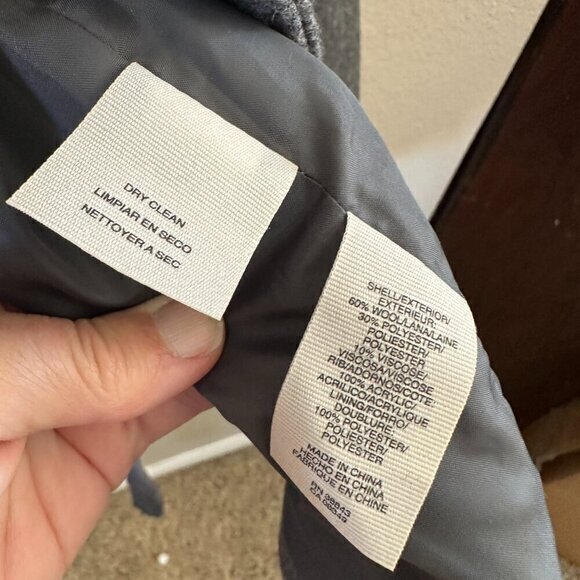 DRY CLEAN
LIMPIAR EN SECO
NETTOYER A SEC
SHELL/EXTERIOR/
EXTERIEUR:
60% WOOL/LANA/LAINE
30% POLYESTER/
POLIESTER/
POLYESTER
10% VISCOSE/
VISCOSA/VISCOSE
RIB/ADORNO/COTE:
100% ACRYLIC/
ACRILICO/ACRYLIQUE
LINING/FORRO/
DOUBLURE:
100% POLYESTER/
POLIESTER/
POLYESTER
MADE IN CHINA
HECHO EN CHINA
FABRIQUE EN CHINE